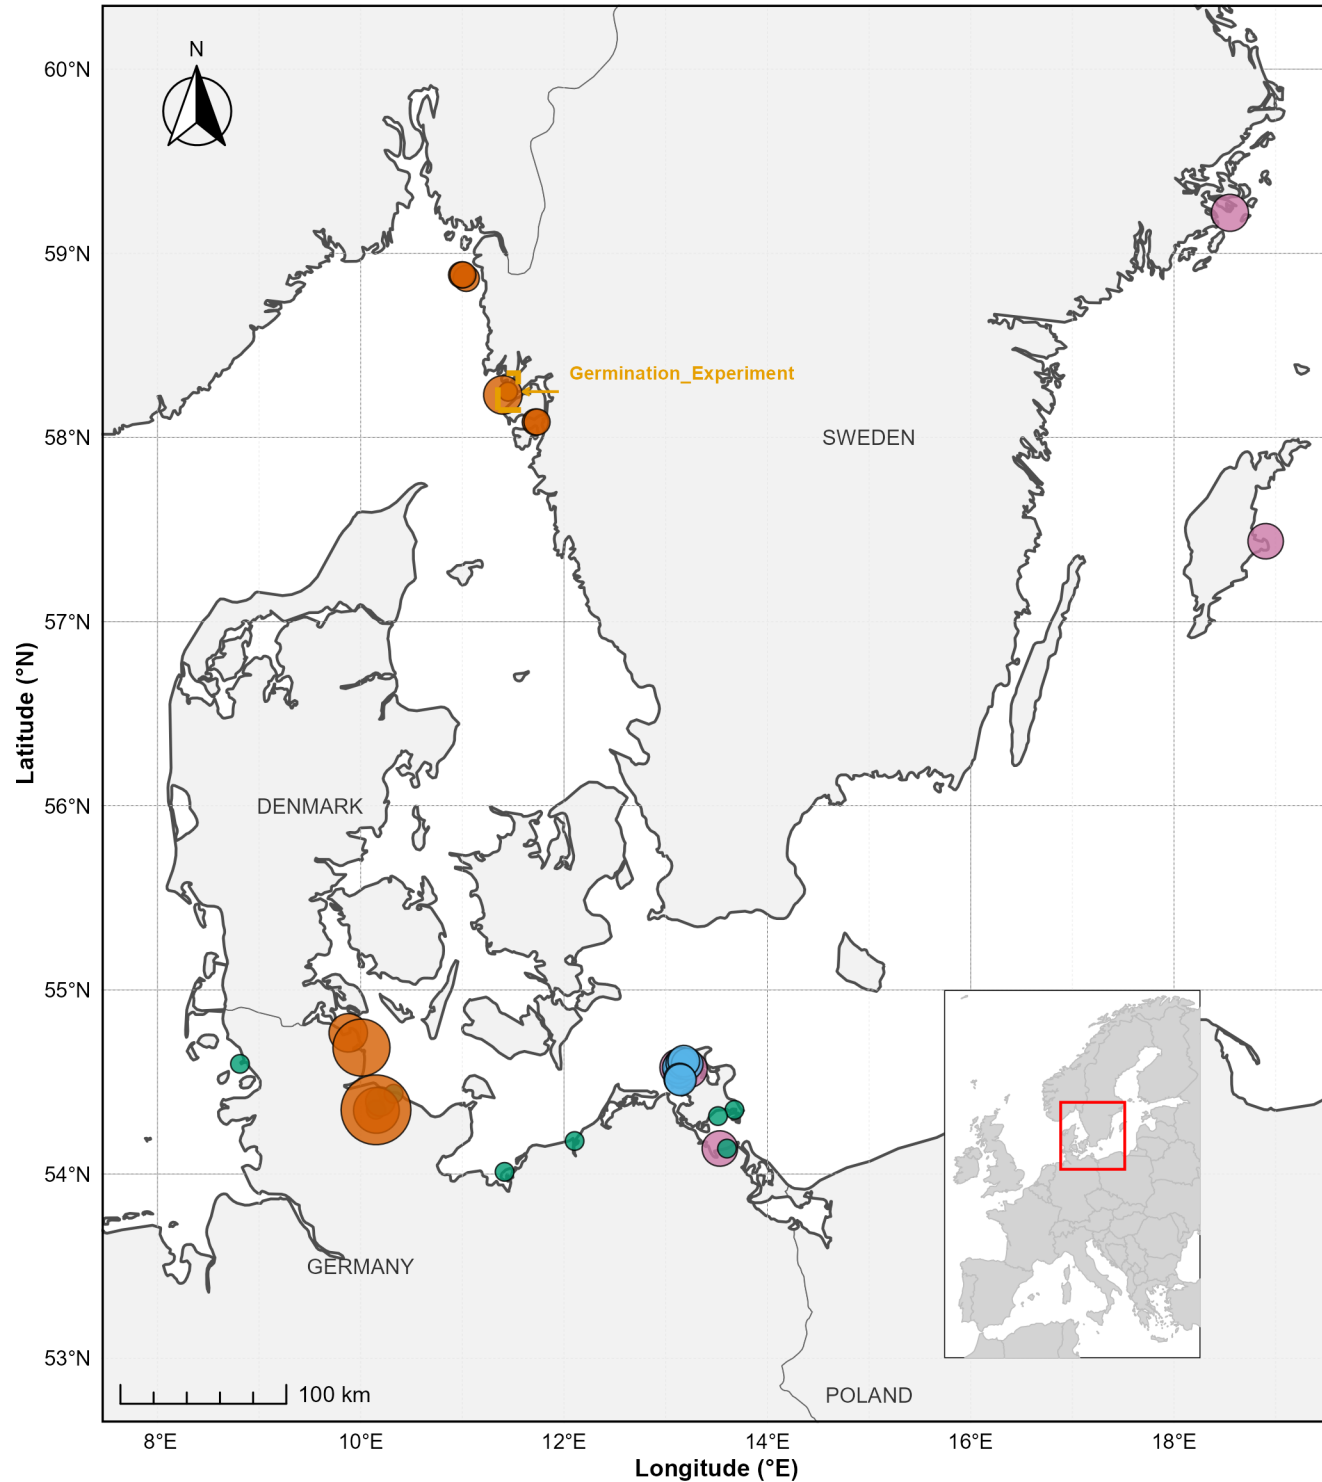 N
60°N
59°N
58°N
57°N
56°N
55°N
54°N
53°N
Latitude (°N)
Germination_Experiment
SWEDEN
DENMARK
GERMANY
POLAND
100 km
8°E
10°E
12°E
14°E
16°E
18°E
Longitude (°E)